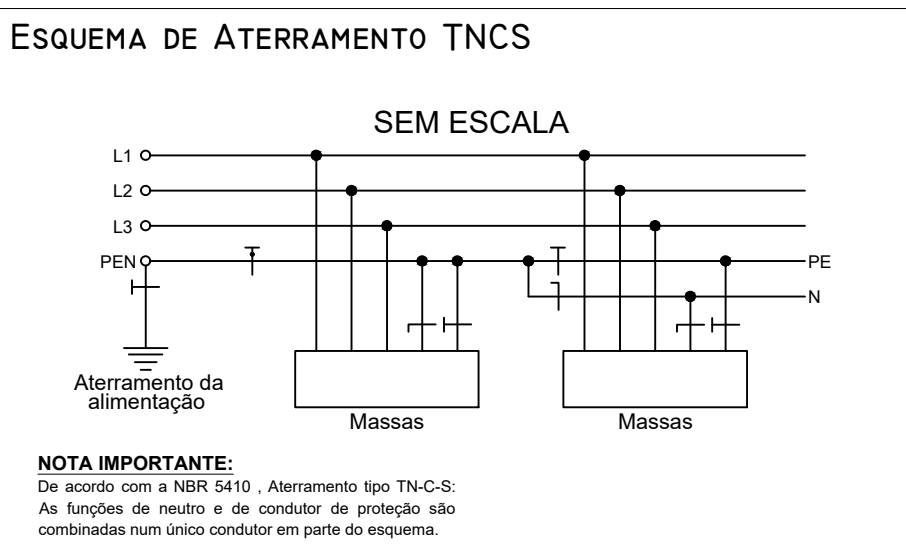 ESQUEMA DE ATERRAMENTO TNCS
SEM ESCALA
L1
L2
L3
PEN
PE
N
Aterramento da
alimentação
Massas
Massas
NOTA IMPORTANTE:
De acordo com a NBR 5410 , Aterramento tipo TN-C-S:
As funções de neutro e de condutor de proteção são
combinadas num único condutor em parte do esquema.